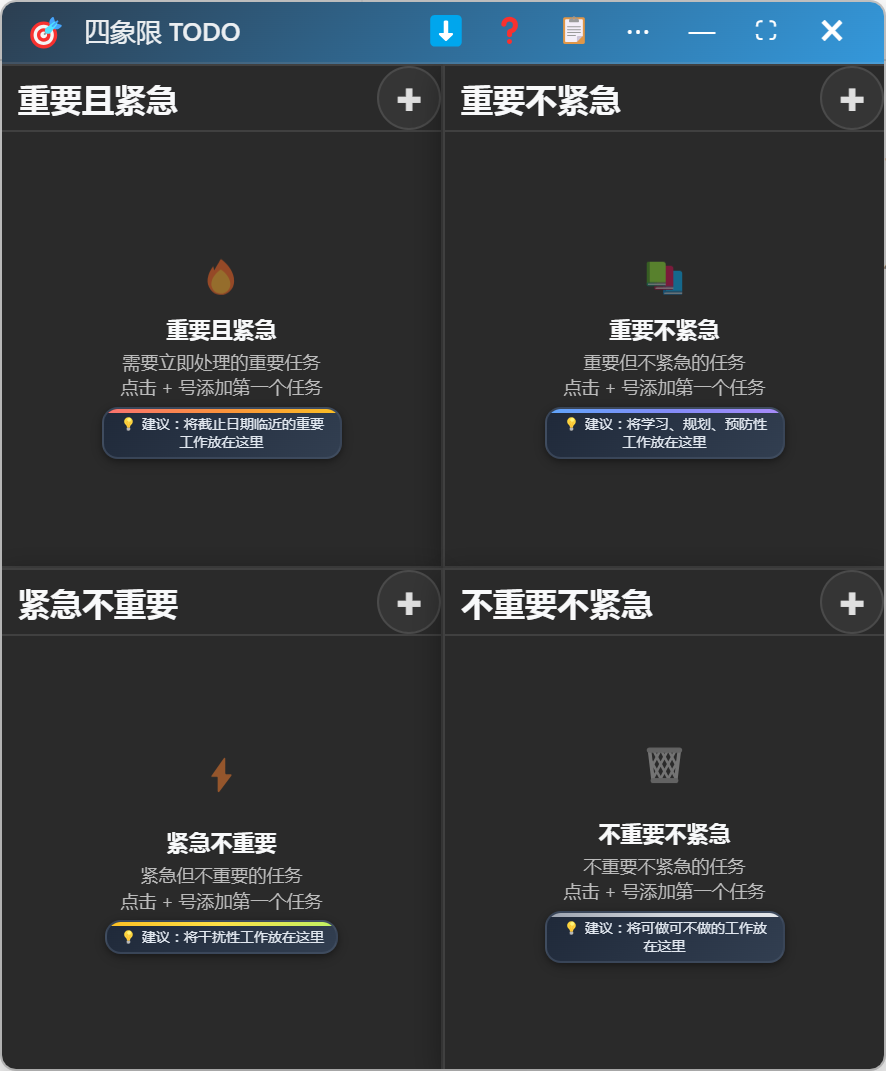 四象限 TODO
重要且紧急
重要不紧急
重要且紧急
需要立即处理的重要任务
点击 + 号添加第一个任务
建议：将截止日期临近的重要
工作放在这里
重要不紧急
重要但不紧急的任务
点击 + 号添加第一个任务
建议：将学习、规划、预防性
工作放在这里
紧急不重要
不重要不紧急
紧急不重要
紧急但不重要的任务
点击 + 号添加第一个任务
建议：将干扰性工作放在这里
不重要不紧急
不重要不紧急的任务
点击 + 号添加第一个任务
建议：将可做可不做的工作放
在这里